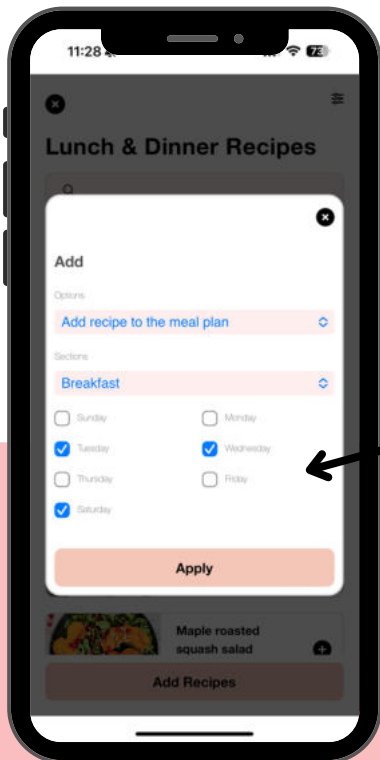 11:28
73
Lunch & Dinner Recipes
Add
Options
Add recipe to the meal plan
Sections
Breakfast
Sunday Monday
Tuesday Wednesday
Thursday Friday
Saturday
Apply
Maple roasted
squash salad
Add Recipes